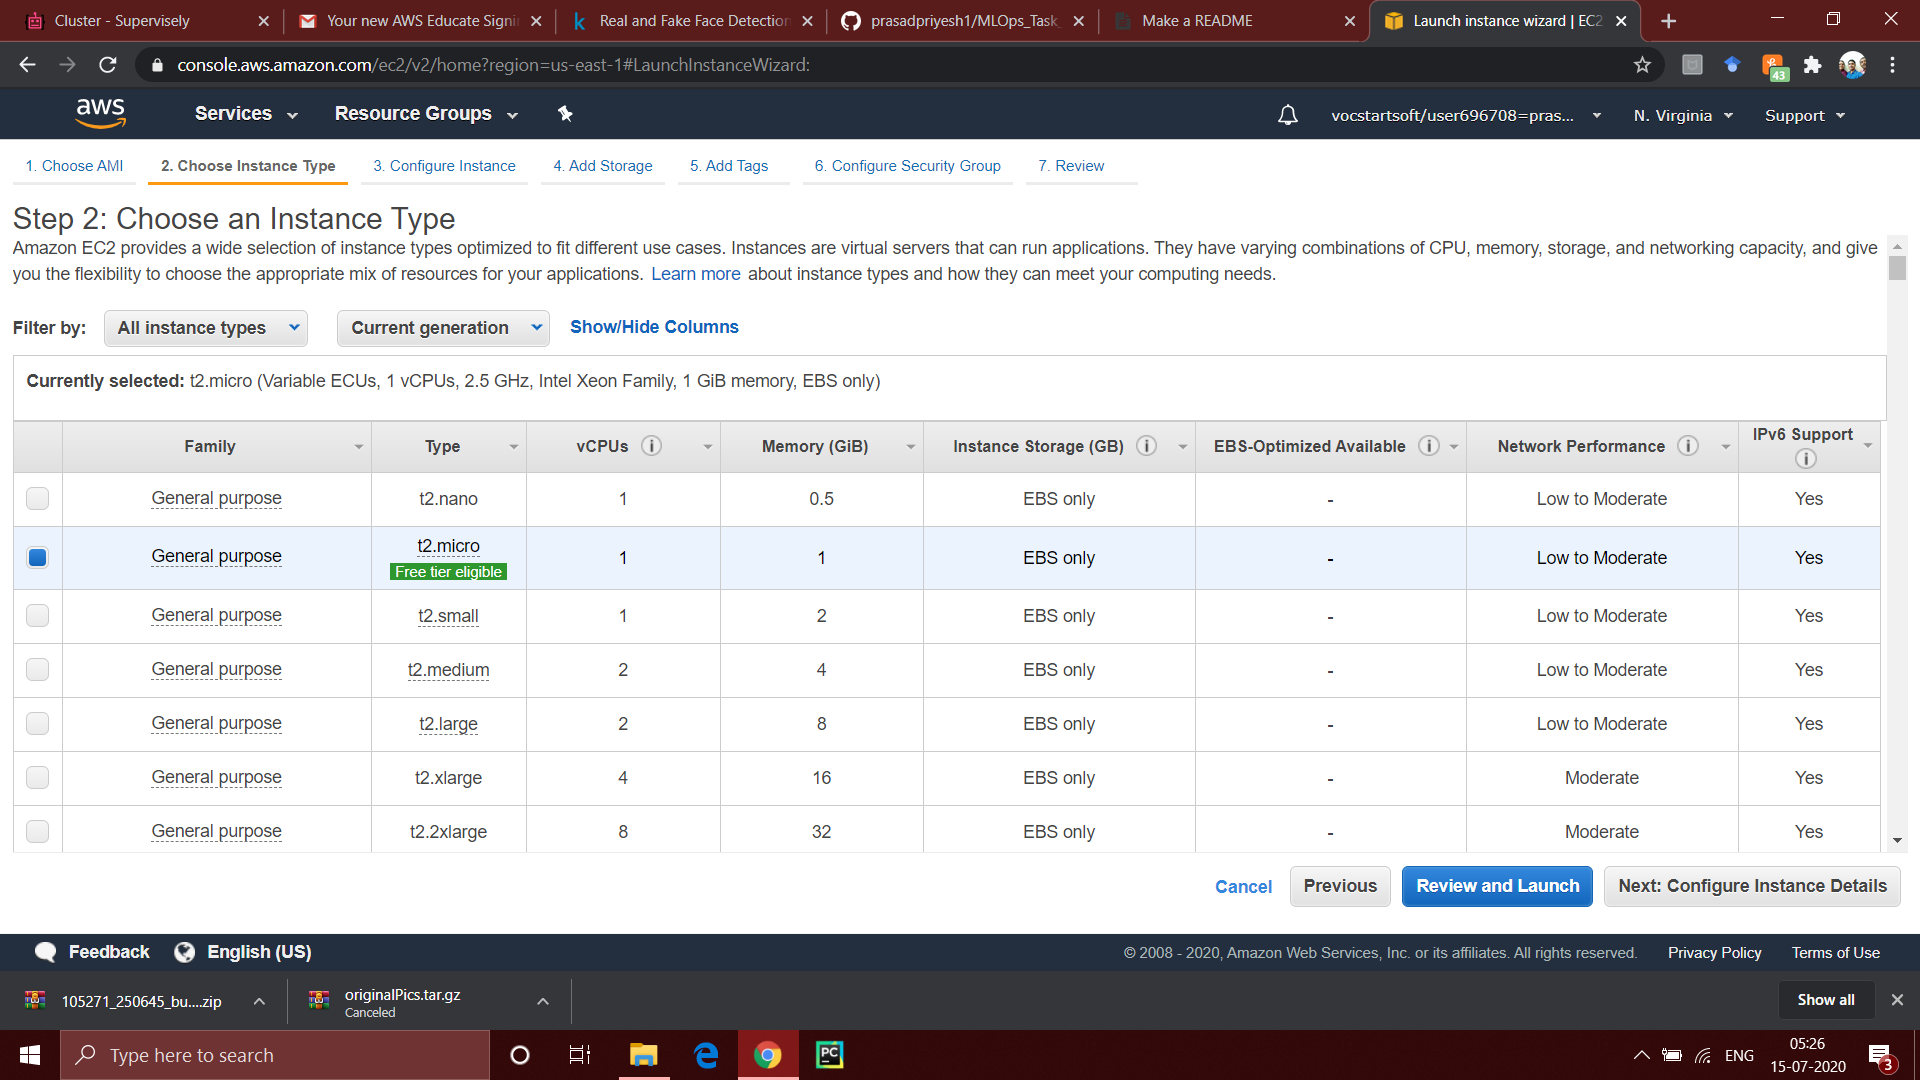 Cluster - Supervisely
Your new AWS Educate Signi
Real and Fake Face Detection
prasadpriyesh1/MLOps_Task
Make a README
Launch instance wizard | EC2
console.aws.amazon.com/ec2/v2/home?region=us-east-1#LaunchInstanceWizard:
43
aws
Services
Resource Groups
vocstartsoft/user696708=pras...
N. Virginia
Support
1. Choose AMI
2. Choose Instance Type
3. Configure Instance
4. Add Storage
5. Add Tags
6. Configure Security Group
7. Review
Step 2: Choose an Instance Type
Amazon EC2 provides a wide selection of instance types optimized to fit different use cases. Instances are virtual servers that can run applications. They have varying combinations of CPU, memory, storage, and networking capacity, and give
you the flexibility to choose the appropriate mix of resources for your applications. Learn more about instance types and how they can meet your computing needs.
Filter by: All instance types Current generation Show/Hide Columns
Currently selected: t2.micro (Variable ECUs, 1 vCPUs, 2.5 GHz, Intel Xeon Family, 1 GiB memory, EBS only)
Family Type vCPUs i Memory (GiB) Instance Storage (GB) i EBS-Optimized Available i Network Performance i IPv6 Support i
General purpose t2.nano 1 0.5 EBS only - Low to Moderate Yes
General purpose t2.micro Free tier eligible 1 1 EBS only - Low to Moderate Yes
General purpose t2.small 1 2 EBS only - Low to Moderate Yes
General purpose t2.medium 2 4 EBS only - Low to Moderate Yes
General purpose t2.large 2 8 EBS only - Low to Moderate Yes
General purpose t2.xlarge 4 16 EBS only - Moderate Yes
General purpose t2.2xlarge 8 32 EBS only - Moderate Yes
Cancel Previous Review and Launch Next: Configure Instance Details
Feedback English (US)
© 2008 - 2020, Amazon Web Services, Inc. or its affiliates. All rights reserved. Privacy Policy Terms of Use
105271_250645_bu....zip
originalPics.tar.gz
Canceled
Show all
Type here to search
PC
ENG
05:26
15-07-2020
3